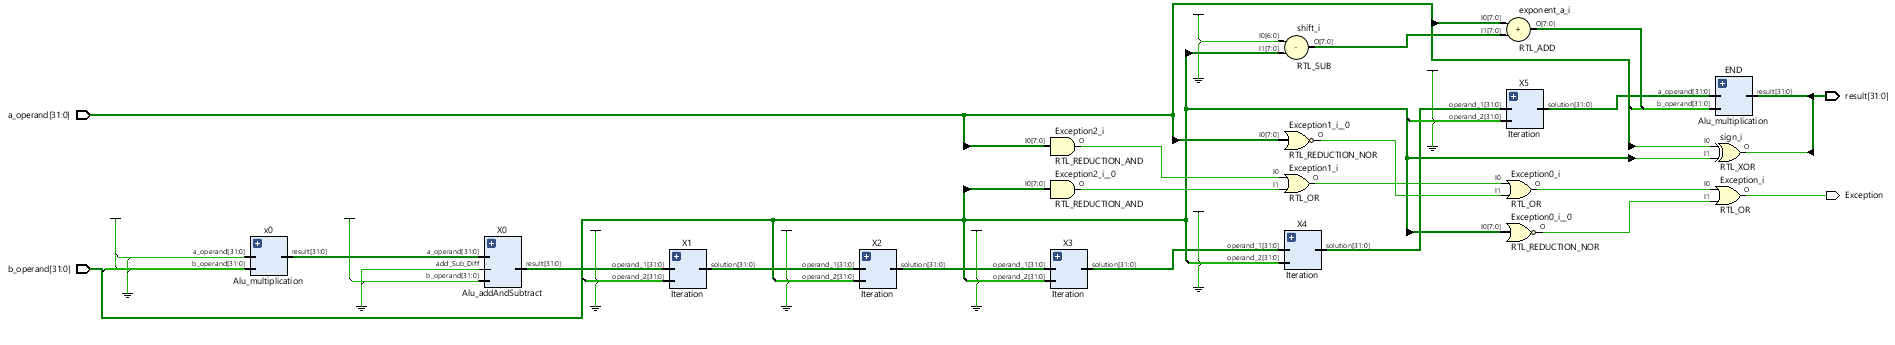 exponent_a_i
I0[7:0]
O[7:0]
I1[7:0]
RTL_ADD
shift_i
I0[6:0]
O[7:0]
I1[7:0]
RTL_SUB
END
a_operand[31:0]
result[31:0]
b_operand[31:0]
Alu_multiplication
result[31:0]
X5
operand_1[31:0]
solution[31:0]
operand_2[31:0]
Iteration
a_operand[31:0]
Exception2_i
I0[7:0]
O
RTL_REDUCTION_AND
Exception1_i__0
I0[7:0]
O
RTL_REDUCTION_NOR
sign_i
I0
O
I1
RTL_XOR
Exception2_i__0
I0[7:0]
O
RTL_REDUCTION_AND
Exception1_i
I0
O
I1
RTL_OR
Exception0_i
I0
O
I1
RTL_OR
Exception_i
I0
O
I1
RTL_OR
Exception
Exception0_i__0
I0[7:0]
O
RTL_REDUCTION_NOR
b_operand[31:0]
x0
a_operand[31:0]
result[31:0]
b_operand[31:0]
Alu_multiplication
X0
a_operand[31:0]
add_Sub_Diff
result[31:0]
b_operand[31:0]
Alu_addAndSubtract
X1
operand_1[31:0]
solution[31:0]
operand_2[31:0]
Iteration
X2
operand_1[31:0]
solution[31:0]
operand_2[31:0]
Iteration
X3
operand_1[31:0]
solution[31:0]
operand_2[31:0]
Iteration
X4
operand_1[31:0]
solution[31:0]
operand_2[31:0]
Iteration